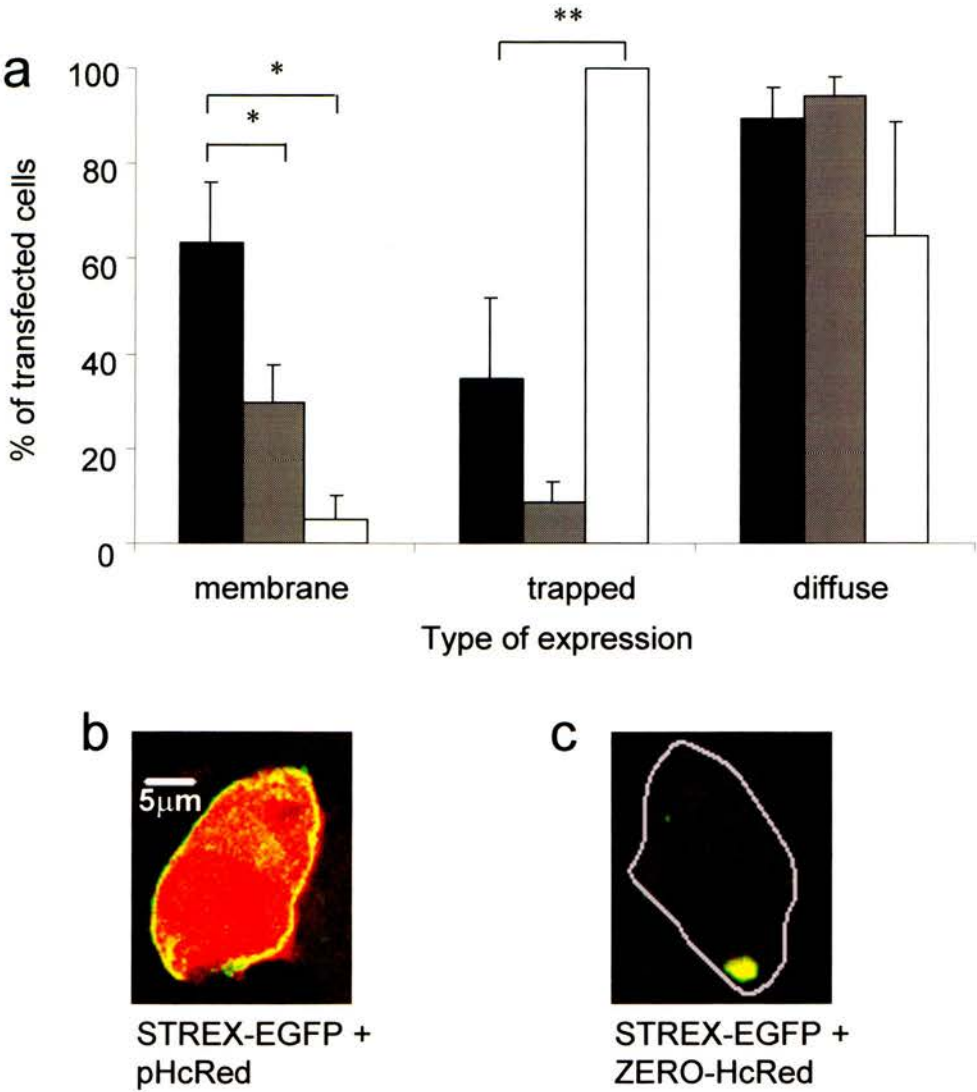 a
% of transfected cells
100
80
60
40
20
0
*
*
**
membrane trapped diffuse
Type of expression
b
5μm
STREX-EGFP +
pHcRed
c
STREX-EGFP +
ZERO-HcRed